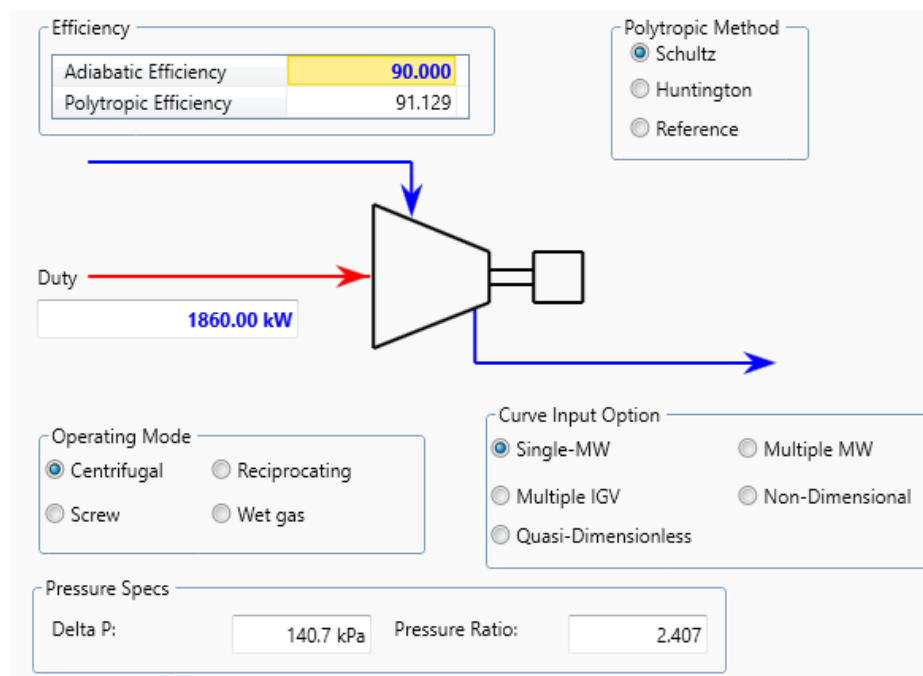 Efficiency
Adiabatic Efficiency 90.000
Polytropic Efficiency 91.129
Polytropic Method
Schultz
Huntington
Reference
Duty
1860.00 kW
Operating Mode
Centrifugal Reciprocating
Screw Wet gas
Curve Input Option
Single-MW Multiple MW
Multiple IGV Non-Dimensional
Quasi-Dimensionless
Pressure Specs
Delta P: 140.7 kPa Pressure Ratio: 2.407